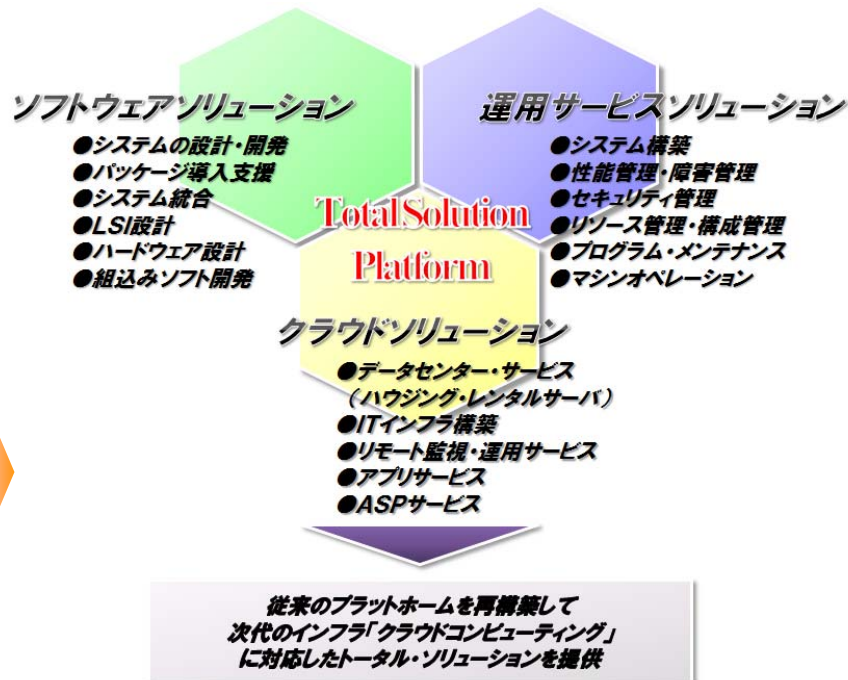 ソフトウェアソリューション
●システムの設計・開発
●パッケージ導入支援
●システム統合
●LSI設計
●ハードウェア設計
●組込みソフト開発
運用サービスソリューション
●システム構築
●性能管理・障害管理
●セキュリティ管理
●リソース管理・構成管理
●プログラム・メンテナンス
●マシンオペレーション
TotalSolution
Platform
クラウドソリューション
●データセンター・サービス
（ハウジング・レンタルサーバ）
●ITインフラ構築
●リモート監視・運用サービス
●アプリサービス
●ASPサービス
従来のプラットホームを再構築して
次代のインフラ「クラウドコンピューティング」
に対応したトータル・ソリューションを提供